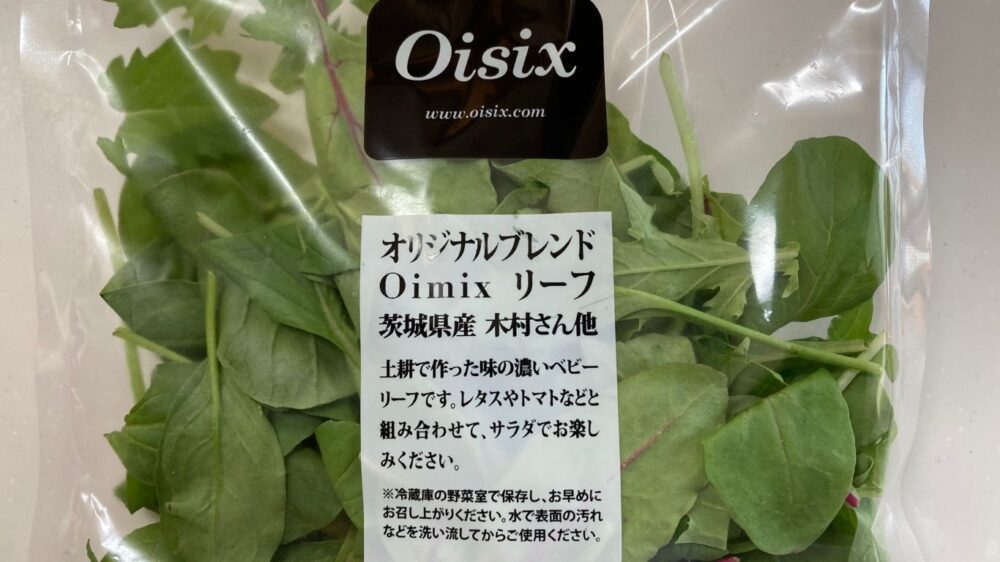 Oisix
www.oisix.com
オリジナルブレンド
Oimix リーフ
茨城県産 木村さん他
土耕で作った味の濃いベビー
リーフです。レタスやトマトなどと
組み合わせて、サラダでお楽し
みください。
※冷蔵庫の野菜室で保存し、お早めに
お召し上がりください。水で表面の汚れ
などを洗い流してからご使用ください。